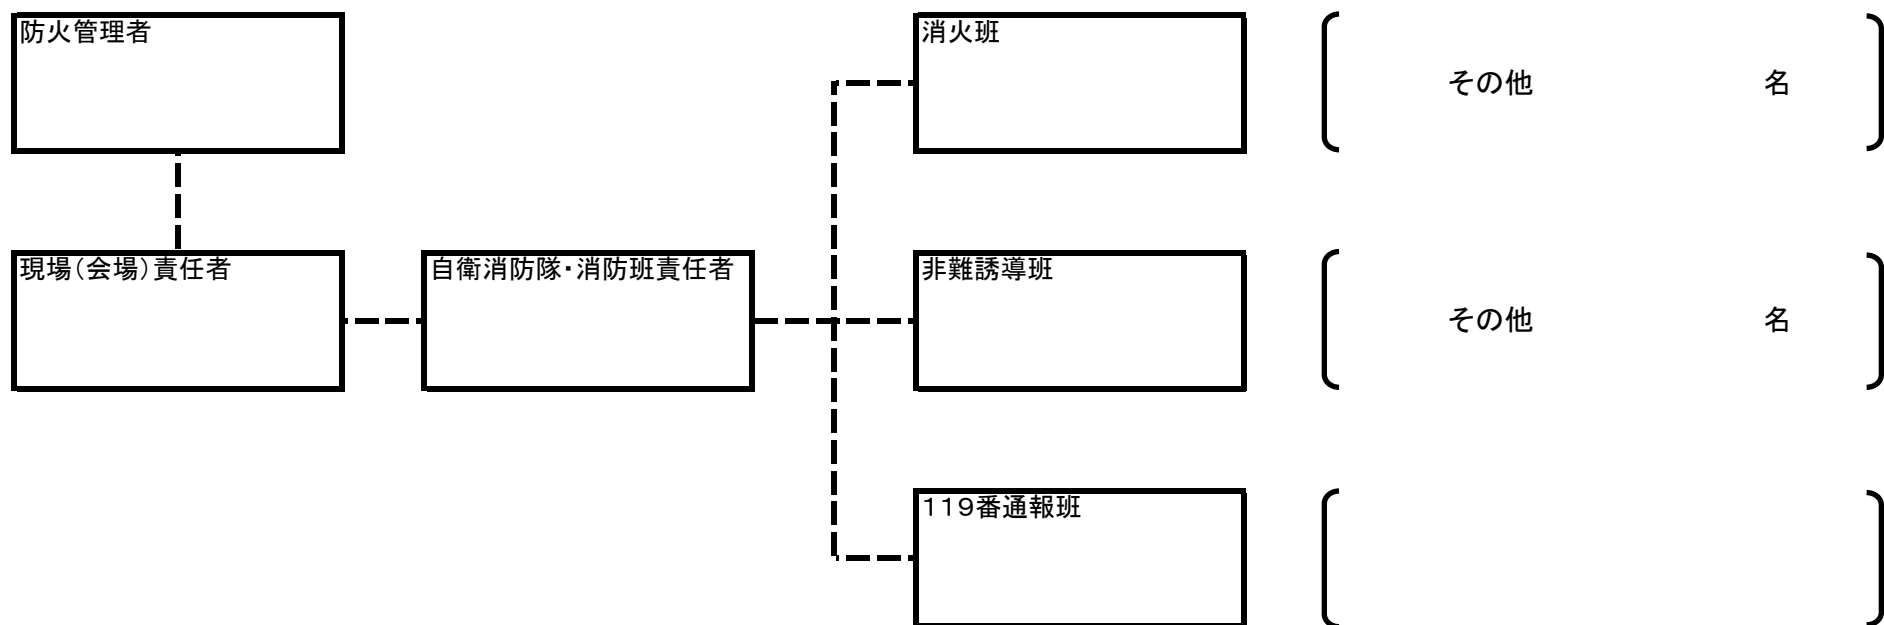 防火管理者
消火班
その他 名
現場(会場)責任者
自衛消防隊・消防班責任者
非難誘導班
その他 名
119番通報班